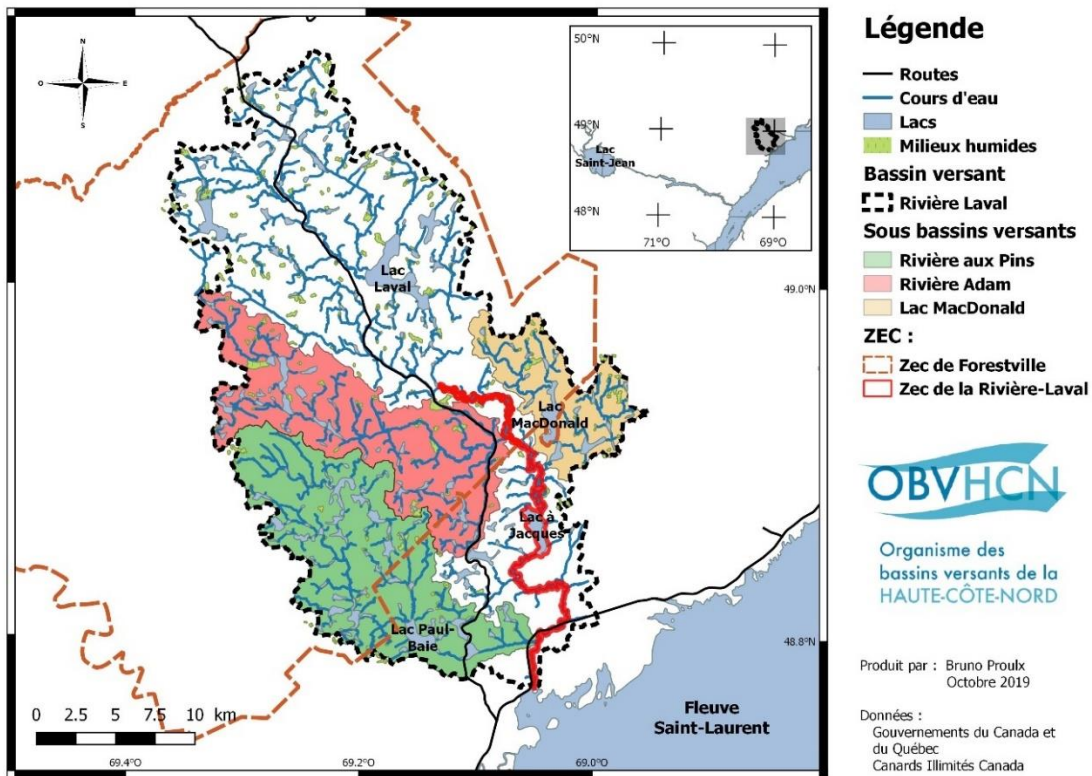 N
O
E
S
Lac
Laval
Lac
MacDonald
Lac à
Jacques
Lac Paul-
Baie
Fleuve
Saint-Laurent
0 2.5 5 7.5 10 km
69.4°O
69.2°O
69.0°O
49.0°N
48.8°N
50°N
49°N
48°N
Lac
Saint-Jean
71°O
69°O
Légende
Routes
Cours d'eau
Lacs
Milieux humides
Bassin versant
Rivière Laval
Sous bassins versants
Rivière aux Pins
Rivière Adam
Lac MacDonald
ZEC :
Zec de Forestville
Zec de la Rivière-Laval
OBVHCN
Organisme des
bassins versants de la
HAUTE-CÔTE-NORD
Produit par : Bruno Proulx
Octobre 2019
Données :
Gouvernements du Canada et
du Québec
Canards Illimités Canada